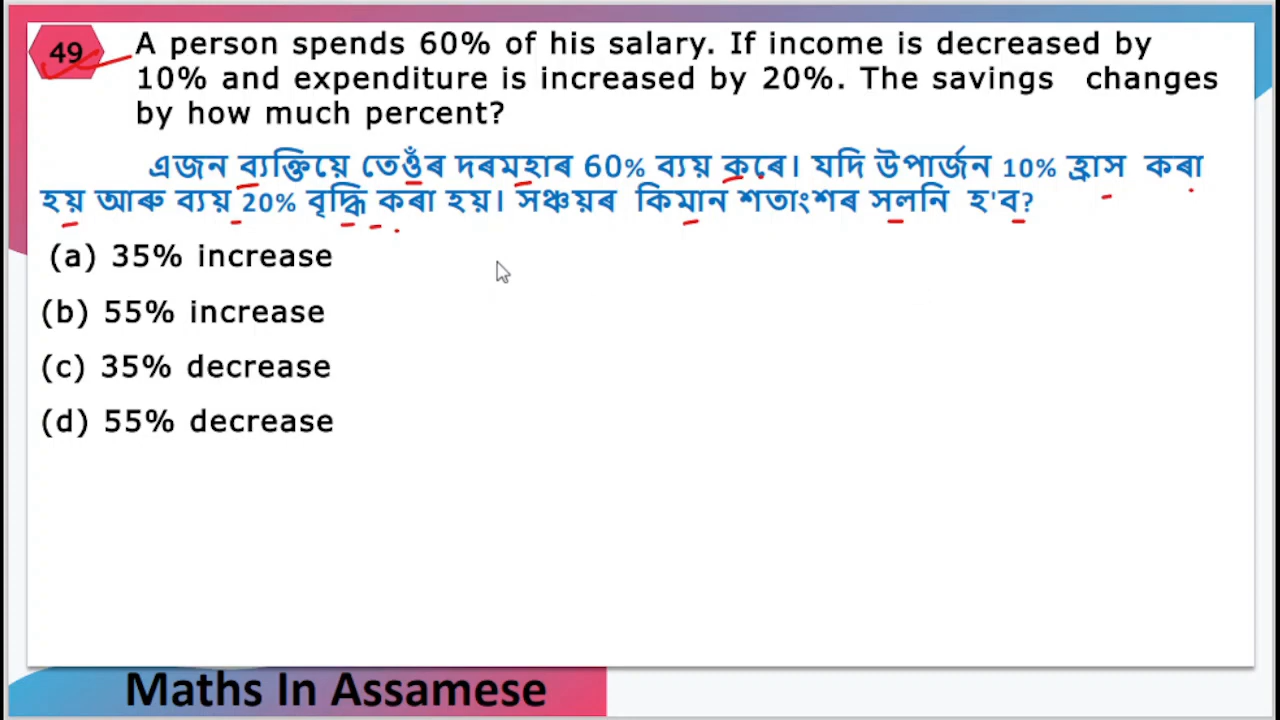 49
A person spends 60% of his salary. If income is decreased by
10% and expenditure is increased by 20%. The savings changes
by how much percent?
এজন ব্যক্তিয়ে তেওঁৰ দৰমহাৰ 60% ব্যয় কৰে। যদি উপাৰ্জন 10% হ্ৰাস কৰা
হয় আৰু ব্যয় 20% বৃদ্ধি কৰা হয়। সঞ্চয়ৰ কিমান শতাংশৰ সলনি হ'ব?
(a) 35% increase
(b) 55% increase
(c) 35% decrease
(d) 55% decrease
Maths In Assamese